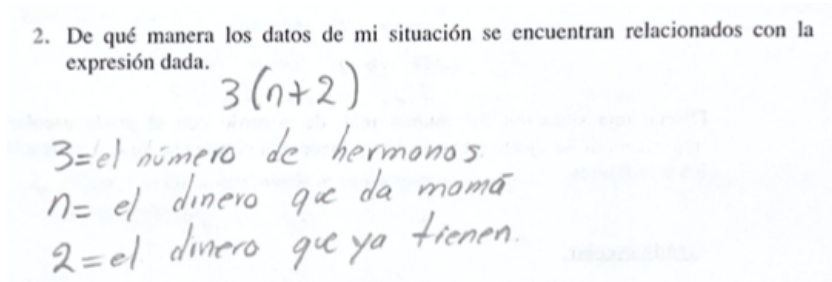 2. De qué manera los datos de mi situación se encuentran relacionados con la
expresión dada.
3(n+2)
3=el número de hermanos.
n= el dinero que da mamá
2=el dinero que ya tienen.